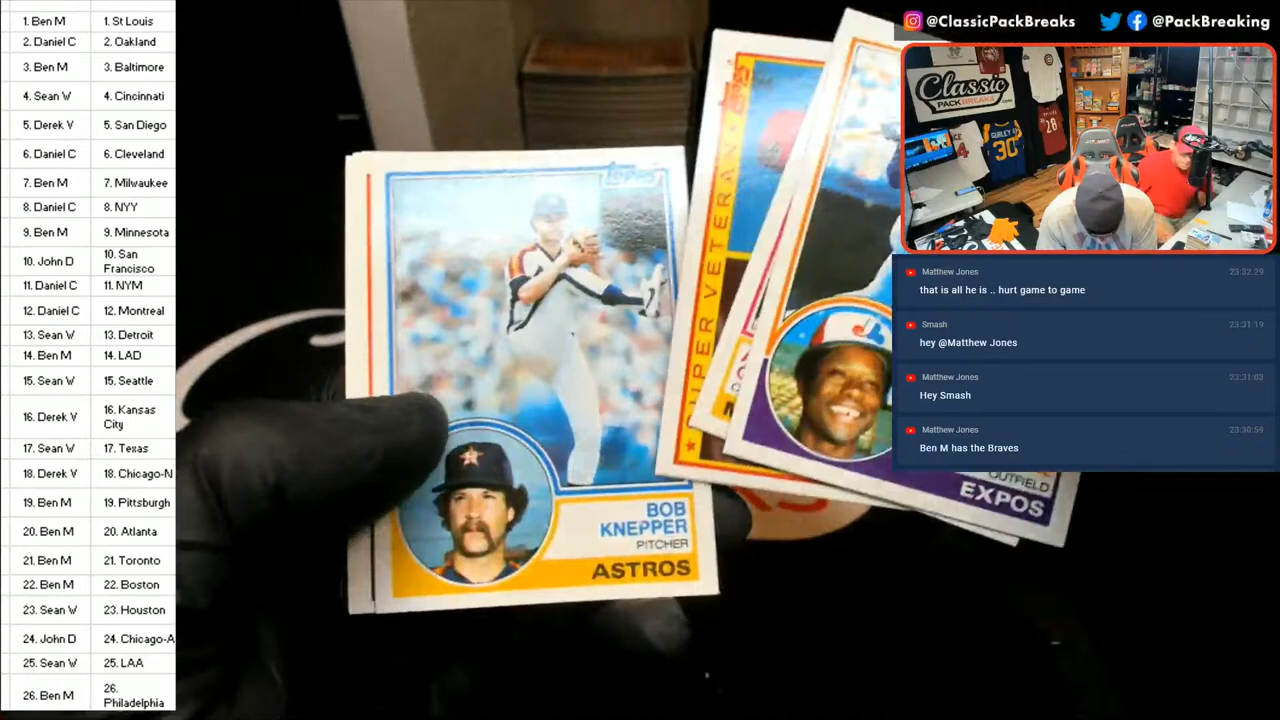 1. Ben M 1. St Louis
2. Daniel C 2. Oakland
3. Ben M 3. Baltimore
4. Sean W 4. Cincinnati
5. Derek V 5. San Diego
6. Daniel C 6. Cleveland
7. Ben M 7. Milwaukee
8. Daniel C 8. NYY
9. Ben M 9. Minnesota
10. John D 10. San
Francisco
11. Daniel C 11. NYM
12. Daniel C 12. Montreal
13. Sean W 13. Detroit
14. Ben M 14. LAD
15. Sean W 15. Seattle
16. Derek V 16. Kansas
City
17. Sean W 17. Texas
18. Derek V 18. Chicago-N
19. Ben M 19. Pittsburgh
20. Ben M 20. Atlanta
21. Ben M 21. Toronto
22. Ben M 22. Boston
23. Sean W 23. Houston
24. John D 24. Chicago-A
25. Sean W 25. LAA
26. Ben M 26.
Philadelphia
Topps
BOB
KNEPPER
PITCHER
ASTROS
Topps
SUPER VETERAN
OUTFIELD
EXPOS
@ClassicPackBreaks @PackBreaking
Classic
PACKBREAKS.com
GURLEY
30
28
4
Matthew Jones 23:32:29
that is all he is .. hurt game to game
Smash 23:31:19
hey @Matthew Jones
Matthew Jones 23:31:03
Hey Smash
Matthew Jones 23:30:59
Ben M has the Braves